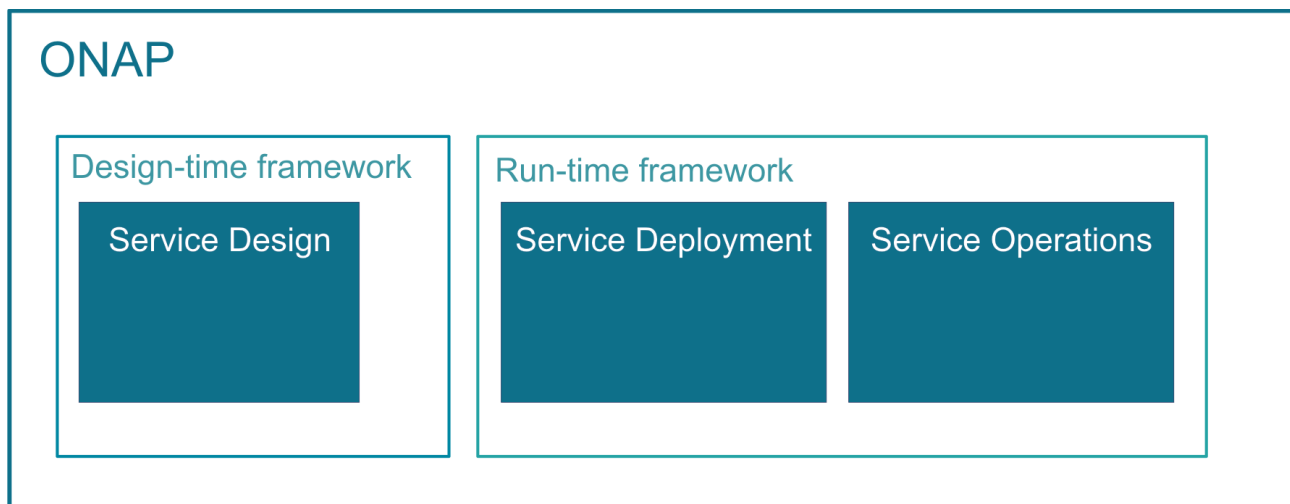 ONAP
Design-time framework
Service Design
Run-time framework
Service Deployment
Service Operations